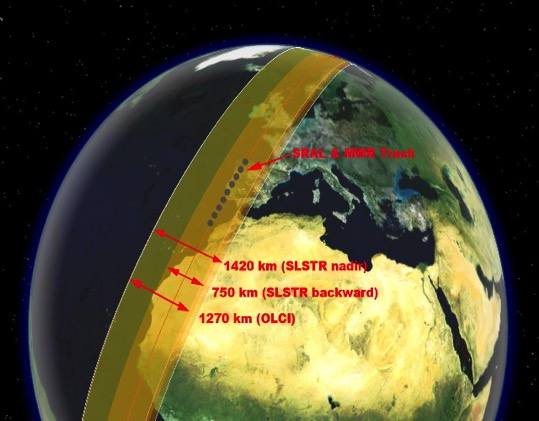 SRAL & MWR Track
1420 km (SLSTR nadir)
750 km (SLSTR backward)
1270 km (OLCI)